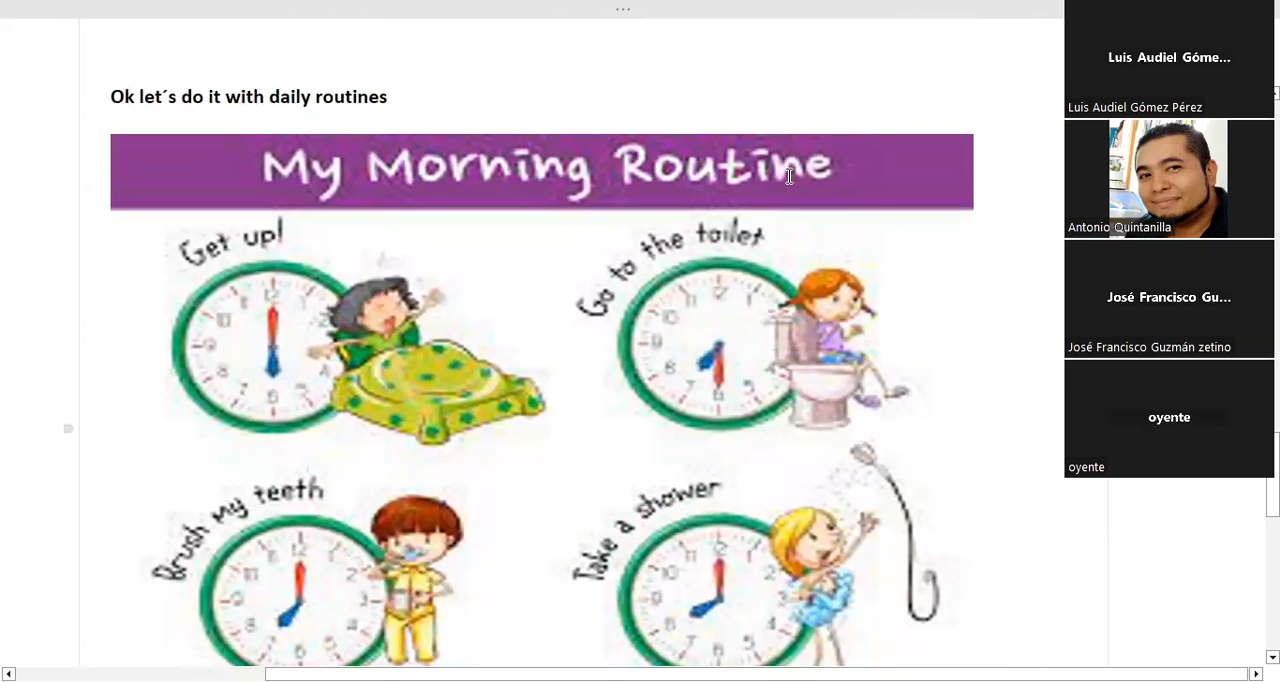 ...
Ok let´s do it with daily routines
My Morning Routine
Get up!
Go to the toilet
Brush my teeth
Take a shower
Luis Audiel Góme...
Luis Audiel Gómez Pérez
Antonio Quintanilla
José Francisco Gu...
José Francisco Guzmán zetino
oyente
oyente